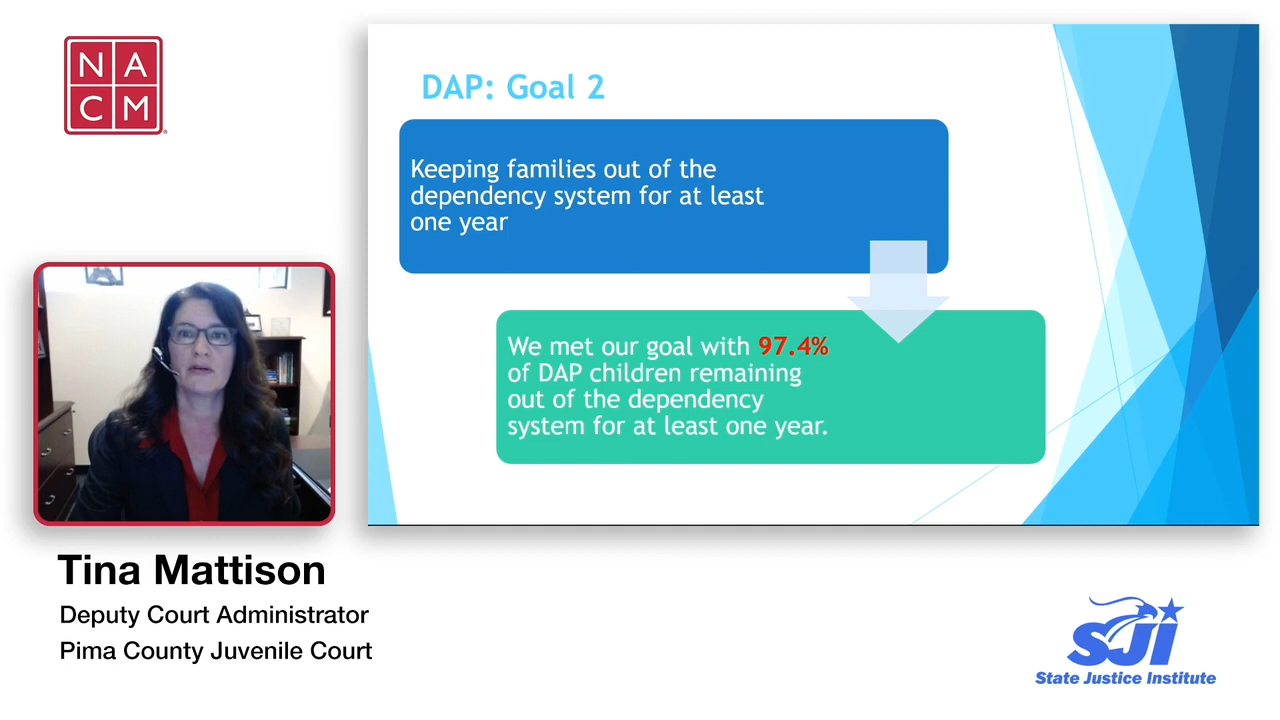 NA
CM
DAP: Goal 2
Keeping families out of the
dependency system for at least
one year
We met our goal with 97.4%
of DAP children remaining
out of the dependency
system for at least one year.
Tina Mattison
Deputy Court Administrator
Pima County Juvenile Court
SJI
State Justice Institute